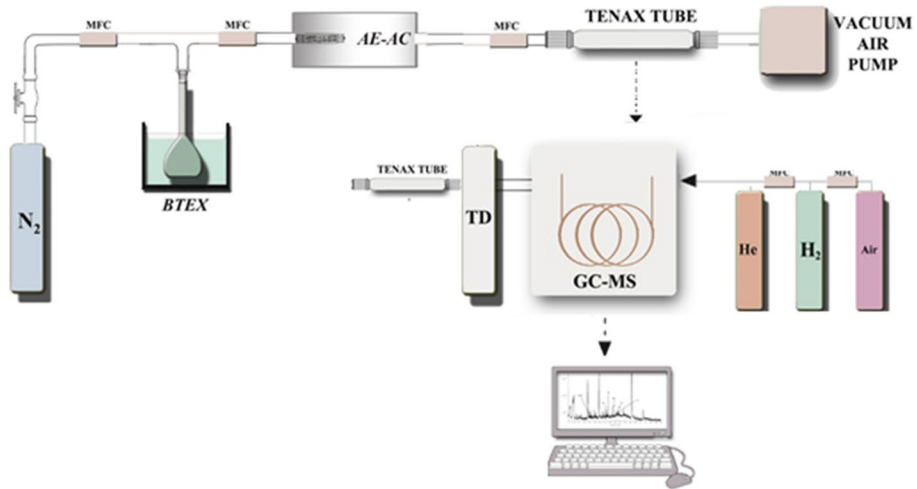 MFC
MFC
AE-AC
MFC
TENAX TUBE
VACUUM
AIR
PUMP
N2
BTEX
TENAX TUBE
TD
GC-MS
MFC
MFC
He
H2
Air